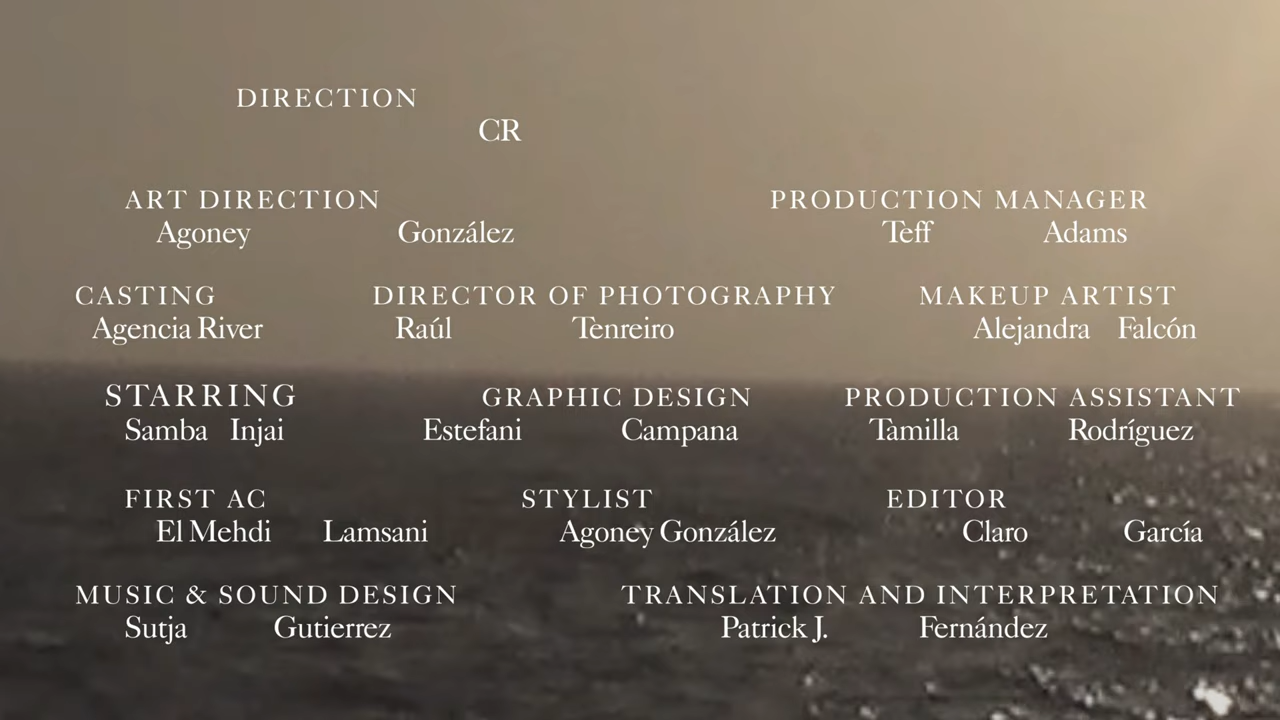 DIRECTION
CR
ART DIRECTION
Agoney González
PRODUCTION MANAGER
Teff Adams
CASTING
Agencia River
DIRECTOR OF PHOTOGRAPHY
Raúl Tenreiro
MAKEUP ARTIST
Alejandra Falcón
STARRING
Samba Injai
GRAPHIC DESIGN
Estefani Campana
PRODUCTION ASSISTANT
Tamilla Rodríguez
FIRST AC
El Mehdi Lamsani
STYLIST
Agoney González
EDITOR
Claro García
MUSIC & SOUND DESIGN
Sutja Gutierrez
TRANSLATION AND INTERPRETATION
Patrick J. Fernández